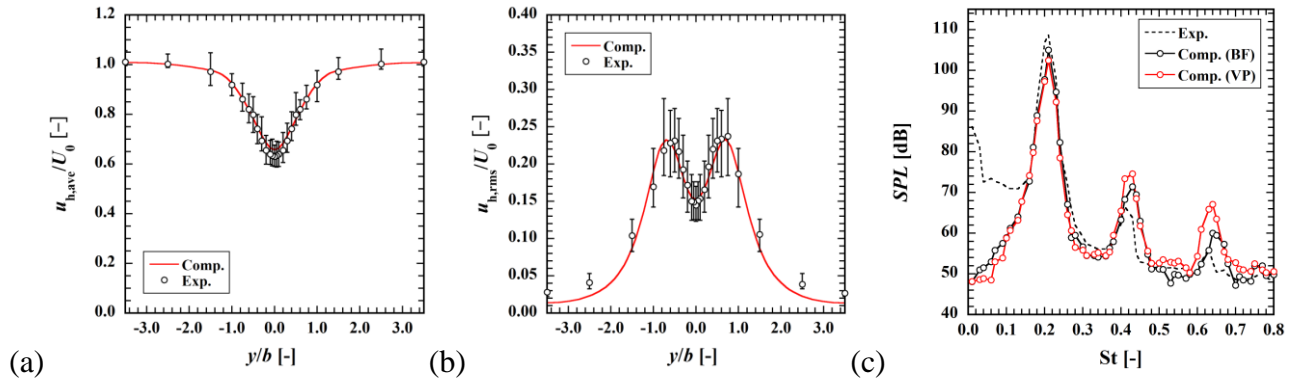 1.2
1.0
0.8
0.6
0.4
0.2
0.0
u_h,ave/U_0 [−]
Comp.
Exp.
-3.0 -2.0 -1.0 0.0 1.0 2.0 3.0
y/b [-]
(a)
0.40
0.35
0.30
0.25
0.20
0.15
0.10
0.05
0.0
u_h,rms/U_0 [−]
Comp.
Exp.
-3.0 -2.0 -1.0 0.0 1.0 2.0 3.0
y/b [-]
(b)
SPL [dB]
110
100
90
80
70
60
50
40
Exp.
Comp. (BF)
Comp. (VP)
0.0 0.1 0.2 0.3 0.4 0.5 0.6 0.7 0.8
St [-]
(c)